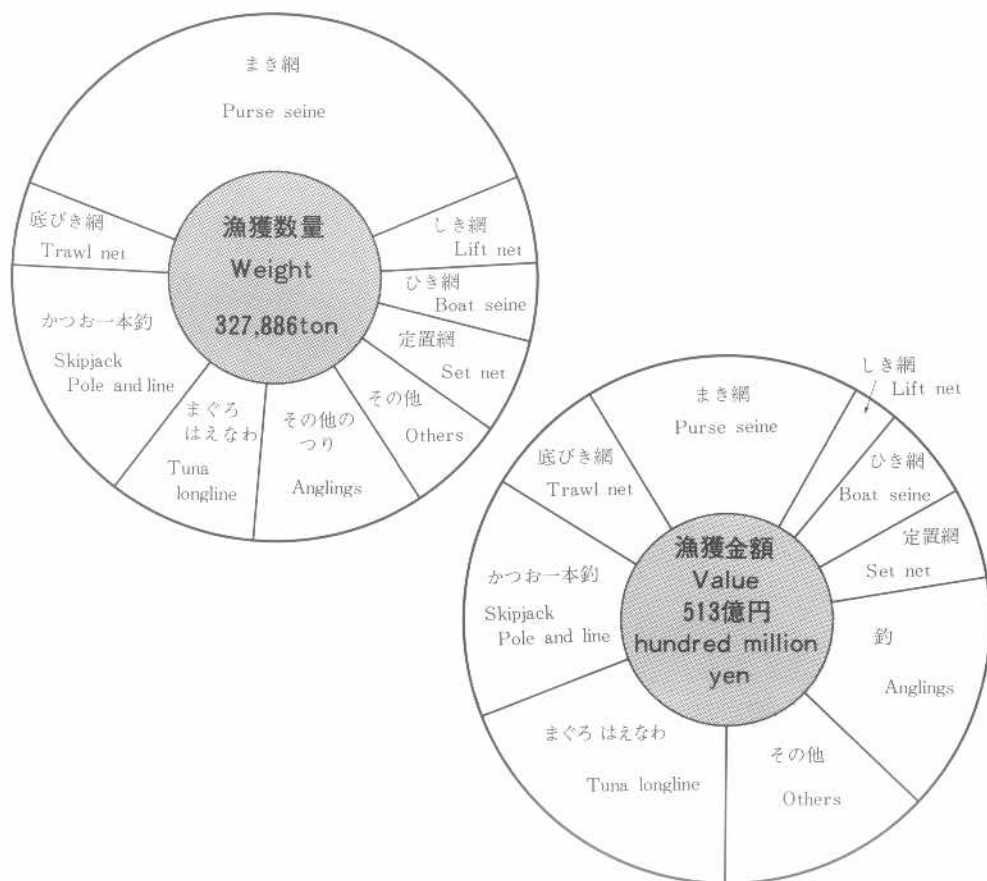 まき網
Purse seine
底びき網
Trawl net
漁獲数量
Weight
327,886ton
しき網
Lift net
ひき網
Boat seine
かつお一本釣
Skipjack
Pole and line
定置網
Set net
まぐろ
はえなわ
Tuna
longline
その他の
つり
Anglings
その他
Others
しき網
Lift net
まき網
Purse seine
底びき網
Trawl net
ひき網
Boat seine
漁獲金額
Value
513億円
hundred million
yen
定置網
Set net
かつお一本釣
Skipjack
Pole and line
釣
Anglings
まぐろ はえなわ
Tuna longline
その他
Others